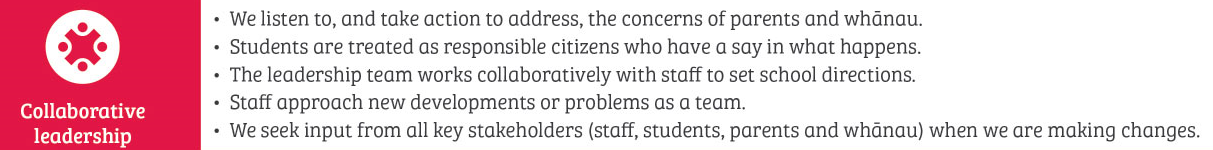 Collaborative
leadership
• We listen to, and take action to address, the concerns of parents and whānau.
• Students are treated as responsible citizens who have a say in what happens.
• The leadership team works collaboratively with staff to set school directions.
• Staff approach new developments or problems as a team.
• We seek input from all key stakeholders (staff, students, parents and whānau) when we are making changes.